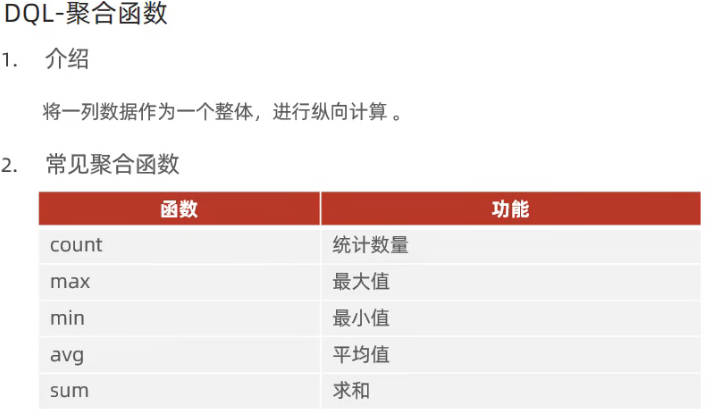 DQL-聚合函数
1. 介绍
将一列数据作为一个整体，进行纵向计算 。
2. 常见聚合函数
函数 功能
count 统计数量
max 最大值
min 最小值
avg 平均值
sum 求和